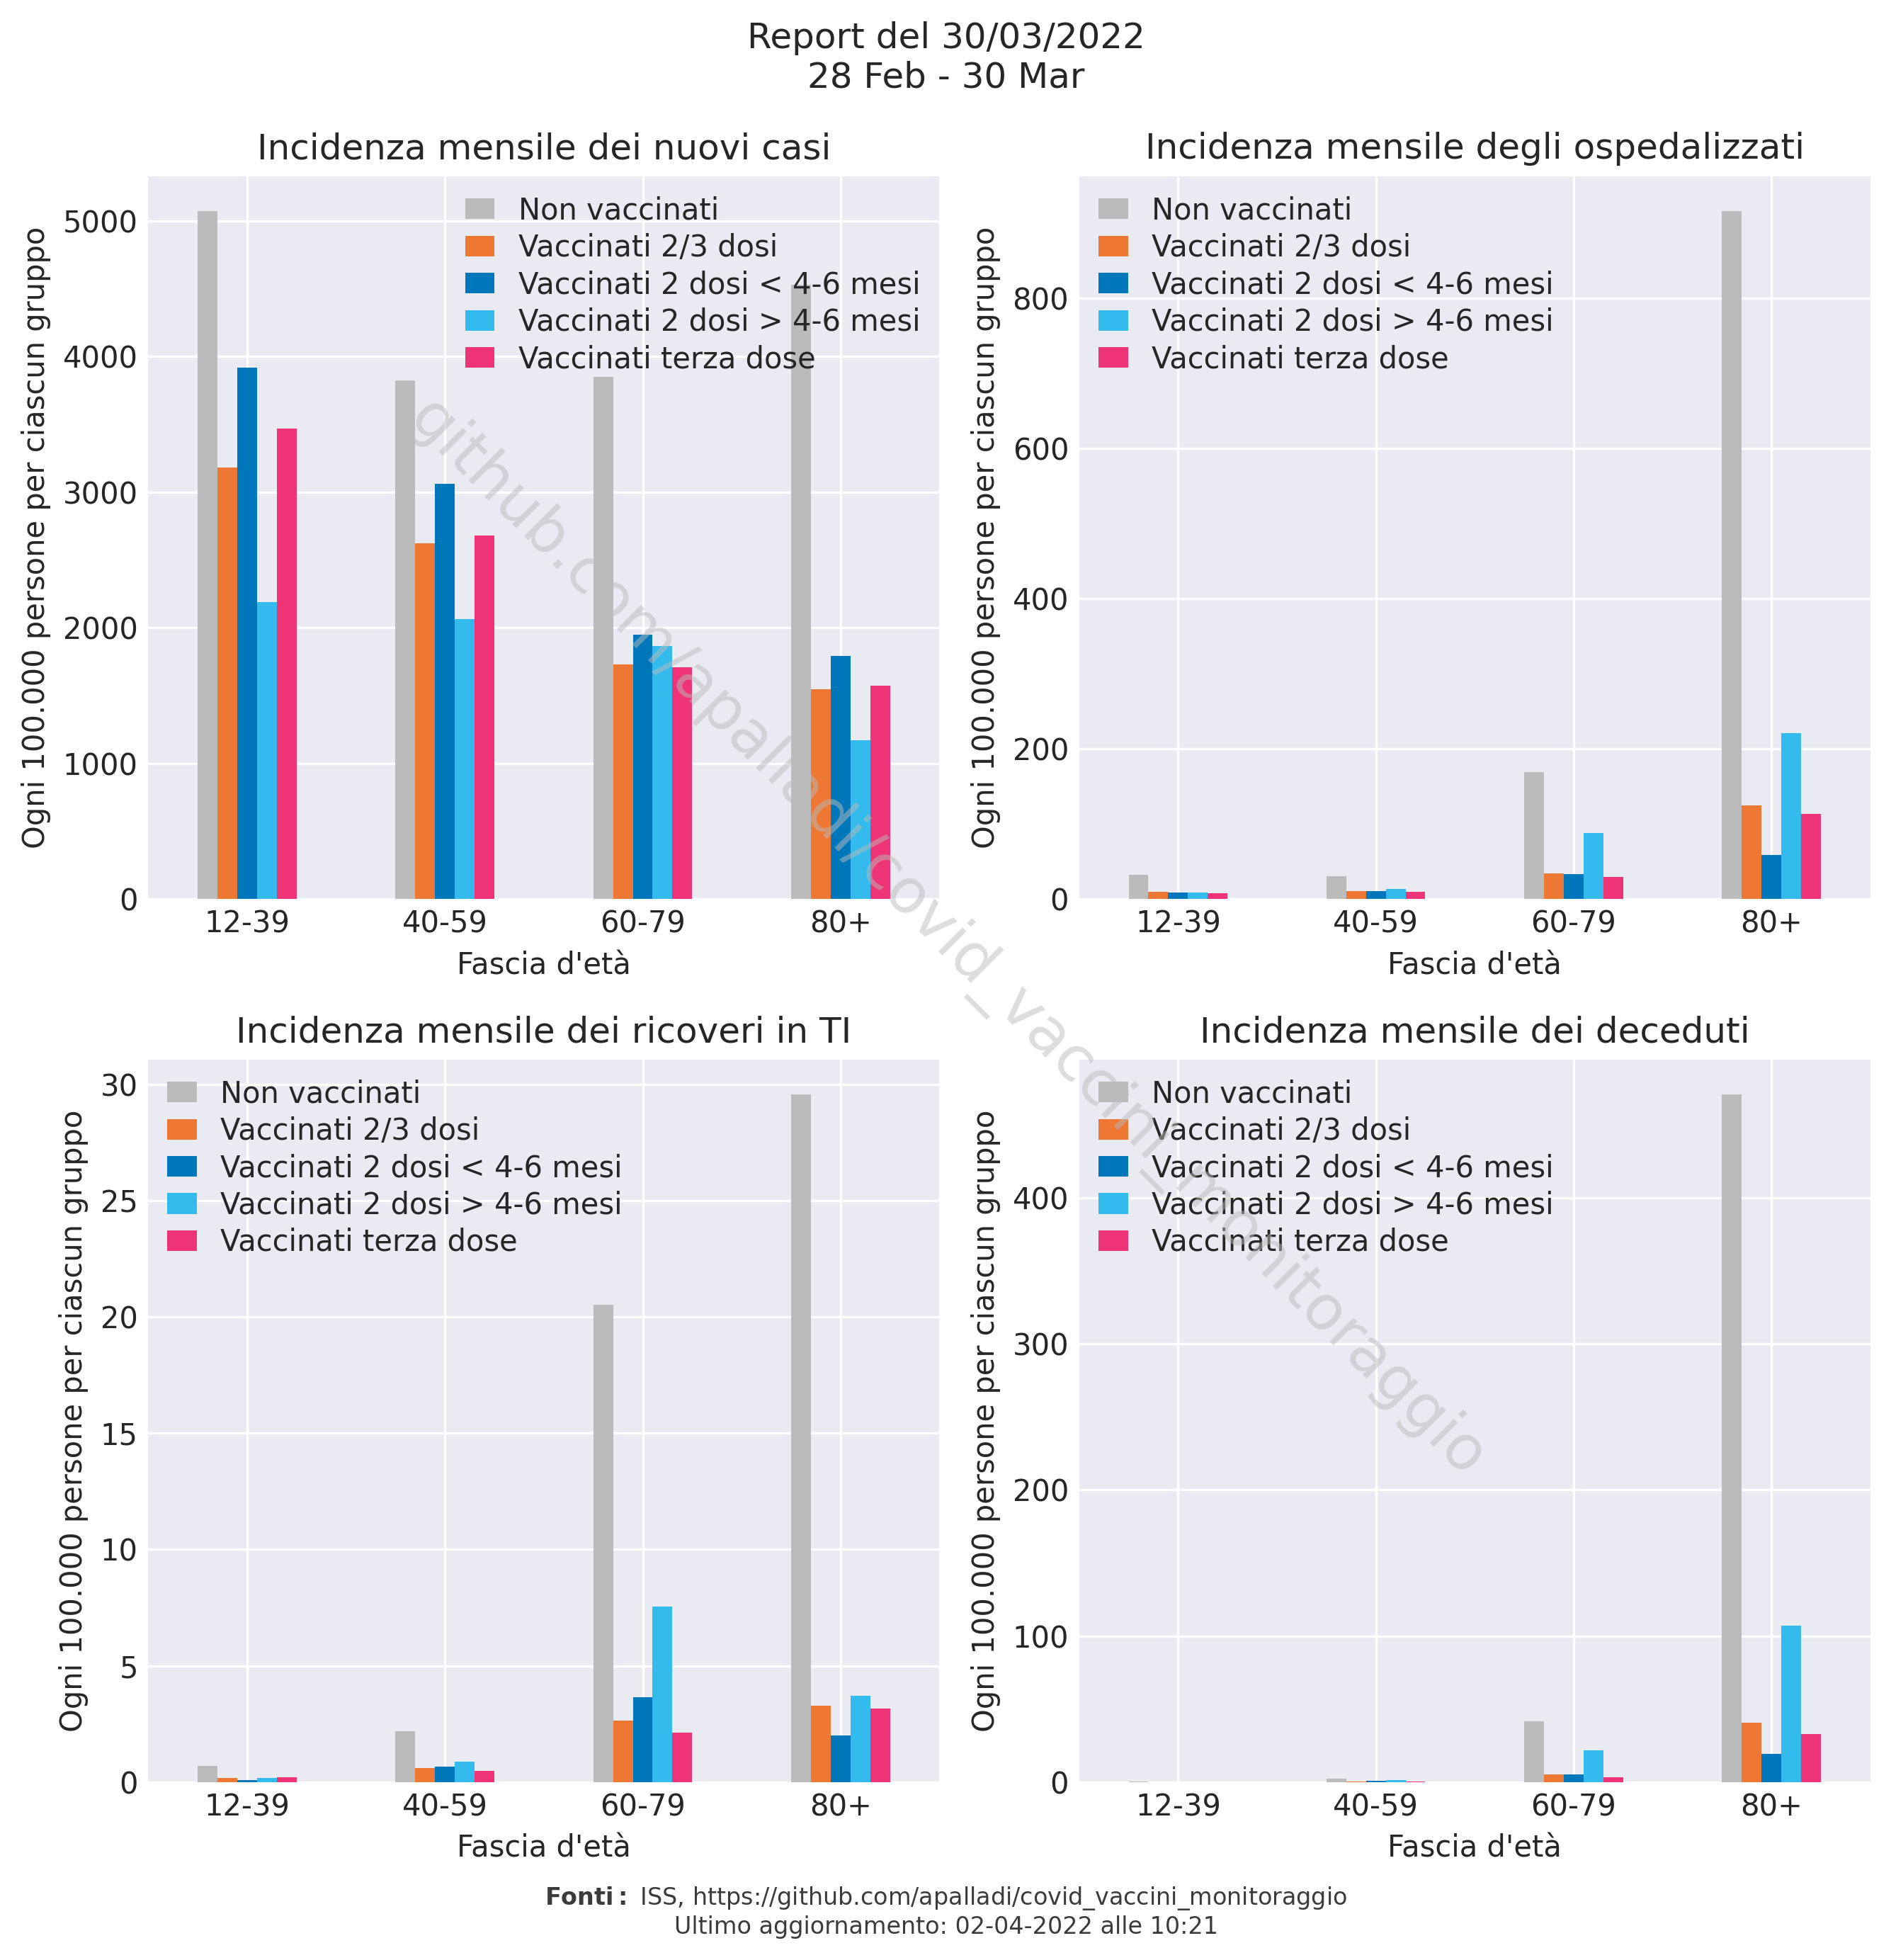 Report del 30/03/2022
28 Feb - 30 Mar
Incidenza mensile dei nuovi casi
Ogni 100.000 persone per ciascun gruppo
5000
4000
3000
2000
1000
0
Non vaccinati
Vaccinati 2/3 dosi
Vaccinati 2 dosi < 4-6 mesi
Vaccinati 2 dosi > 4-6 mesi
Vaccinati terza dose
12-39 40-59 60-79 80+
Fascia d'età
Incidenza mensile degli ospedalizzati
Ogni 100.000 persone per ciascun gruppo
800
600
400
200
0
Non vaccinati
Vaccinati 2/3 dosi
Vaccinati 2 dosi < 4-6 mesi
Vaccinati 2 dosi > 4-6 mesi
Vaccinati terza dose
12-39 40-59 60-79 80+
Fascia d'età
Incidenza mensile dei ricoveri in TI
Ogni 100.000 persone per ciascun gruppo
30
25
20
15
10
5
0
Non vaccinati
Vaccinati 2/3 dosi
Vaccinati 2 dosi < 4-6 mesi
Vaccinati 2 dosi > 4-6 mesi
Vaccinati terza dose
12-39 40-59 60-79 80+
Fascia d'età
Incidenza mensile dei deceduti
Ogni 100.000 persone per ciascun gruppo
400
300
200
100
0
Non vaccinati
Vaccinati 2/3 dosi
Vaccinati 2 dosi < 4-6 mesi
Vaccinati 2 dosi > 4-6 mesi
Vaccinati terza dose
12-39 40-59 60-79 80+
Fascia d'età
github.com/apalladi/covid_vaccini_monitoraggio
Fonti: ISS, https://github.com/apalladi/covid_vaccini_monitoraggio
Ultimo aggiornamento: 02-04-2022 alle 10:21